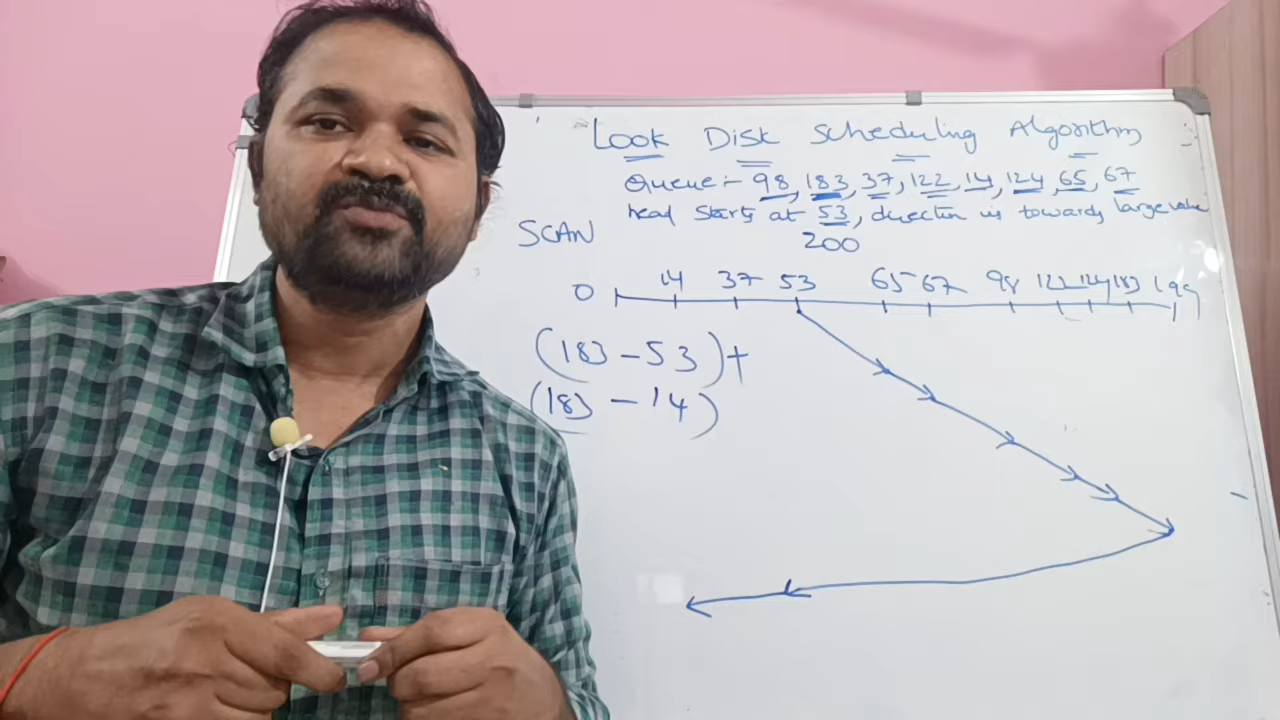 Look Disk Scheduling Algorithm
Queue:- 98, 183, 37, 122, 14, 124, 65, 67
head starts at 53, direction is towards large value
SCAN
200
0 14 37 53 65 67 98 122 124 183 199
(183 - 53) +
(183 - 14)